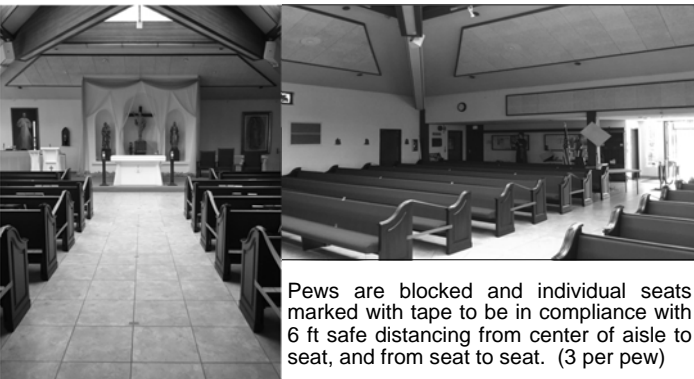 Pews are blocked and individual seats
marked with tape to be in compliance with
6 ft safe distancing from center of aisle to
seat, and from seat to seat.  (3 per pew)